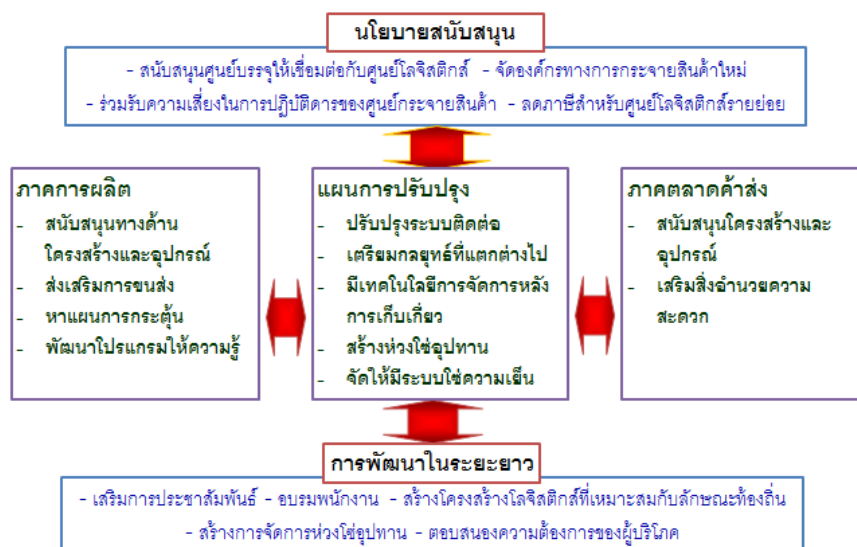 นโยบายสนับสนุน
- สนับสนุนศูนย์บรรจุให้เชื่อมต่อกับศูนย์โลจิสติกส์ - จัดองค์กรทางการกระจายสินค้าใหม่
- ร่วมรับความเสี่ยงในการปฏิบัติดารของศูนย์กระจายสินค้า - ลดภาษีสำหรับศูนย์โลจิสติกส์รายย่อย
ภาคการผลิต
- สนับสนุนทางด้าน
โครงสร้างและอุปกรณ์
- ส่งเสริมการขนส่ง
- หาแผนการกระตุ้น
- พัฒนาโปรแกรมให้ความรู้
แผนการปรับปรุง
- ปรับปรุงระบบติดต่อ
- เตรียมกลยุทธ์ที่แตกต่างไป
- มีเทคโนโลยีการจัดการหลัง
การเก็บเกี่ยว
- สร้างห่วงโซ่อุปทาน
- จัดให้มีระบบโซ่ความเย็น
ภาคตลาดค้าส่ง
- สนับสนุนโครงสร้างและ
อุปกรณ์
- เสริมสิ่งอำนวยความ
สะดวก
การพัฒนาในระยะยาว
- เสริมการประชาสัมพันธ์ - อบรมพนักงาน - สร้างโครงสร้างโลจิสติกส์ที่เหมาะสมกับลักษณะท้องถิ่น
- สร้างการจัดการห่วงโซ่อุปทาน - ตอบสนองความต้องการของผู้บริโภค